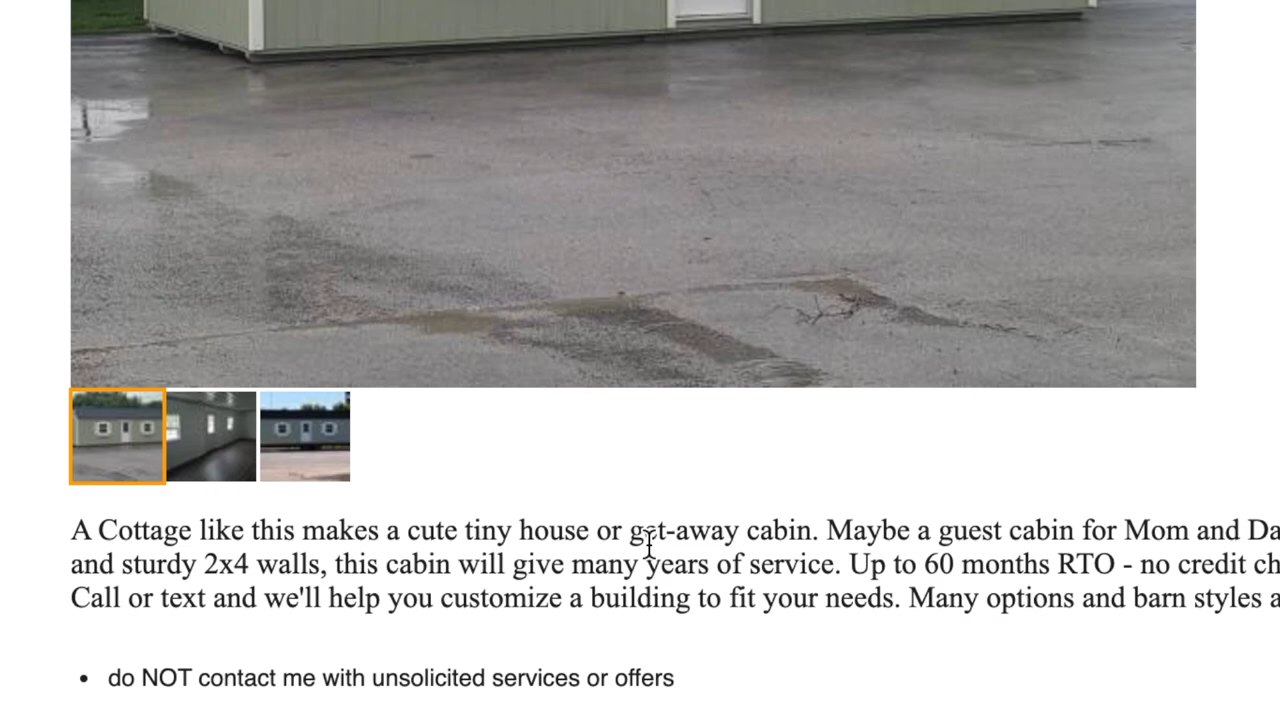 A Cottage like this makes a cute tiny house or get-away cabin. Maybe a guest cabin for Mom and Da
and sturdy 2x4 walls, this cabin will give many years of service. Up to 60 months RTO - no credit ch
Call or text and we'll help you customize a building to fit your needs. Many options and barn styles a
• do NOT contact me with unsolicited services or offers